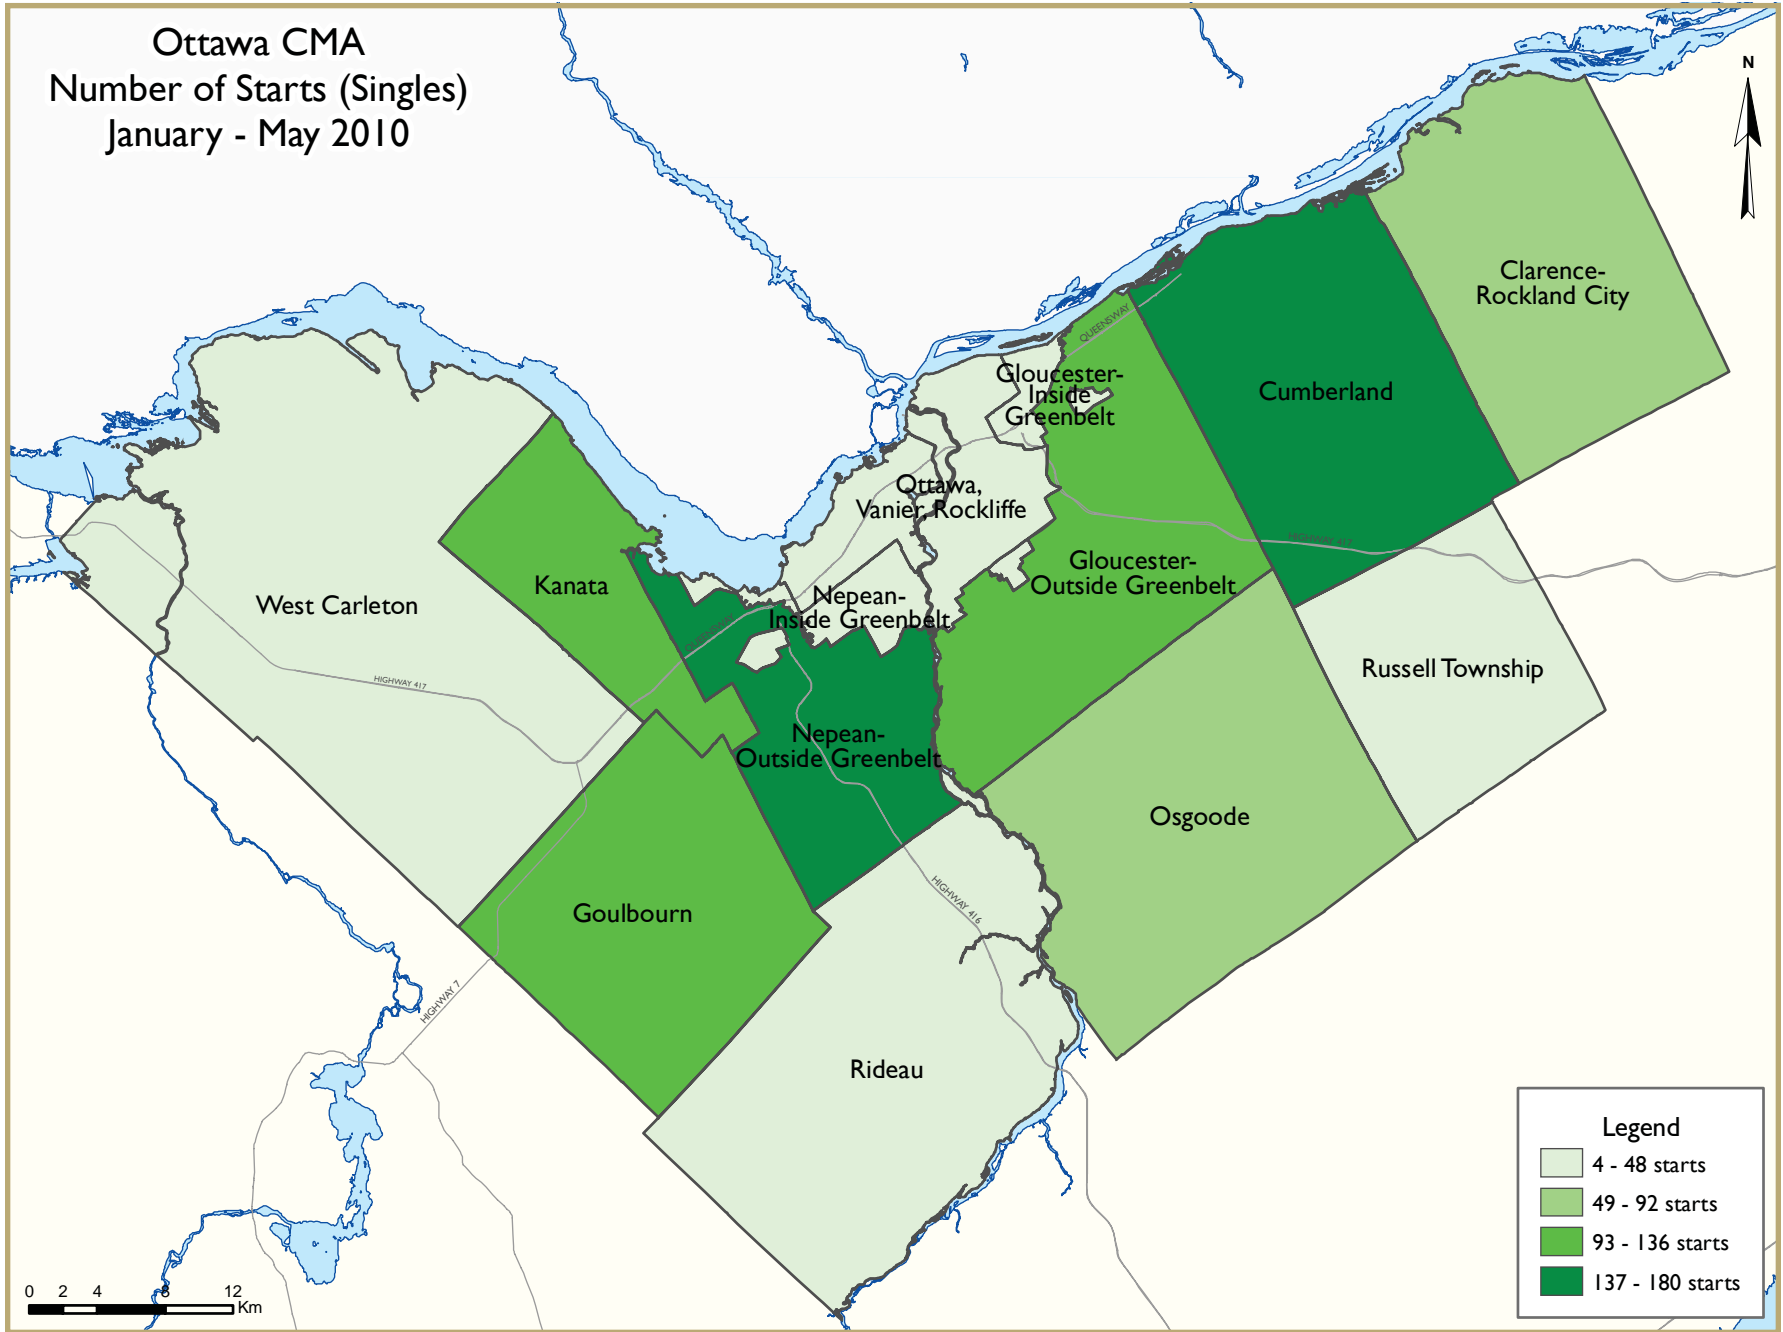 Ottawa CMA
Number of Starts (Singles)
January - May 2010
N
Clarence-
Rockland City
QUEENSWAY
Gloucester-
Inside
Greenbelt
Cumberland
Ottawa,
Vanier, Rockliffe
HIGHWAY 417
Gloucester-
Outside Greenbelt
Kanata
West Carleton
Nepean-
Inside Greenbelt
QUEENSWAY
Russell Township
HIGHWAY 417
Nepean-
Outside Greenbelt
Osgoode
Goulbourn
HIGHWAY 416
HIGHWAY 7
Rideau
Legend
4 - 48 starts
49 - 92 starts
93 - 136 starts
137 - 180 starts
0 2 4 8 12
Km